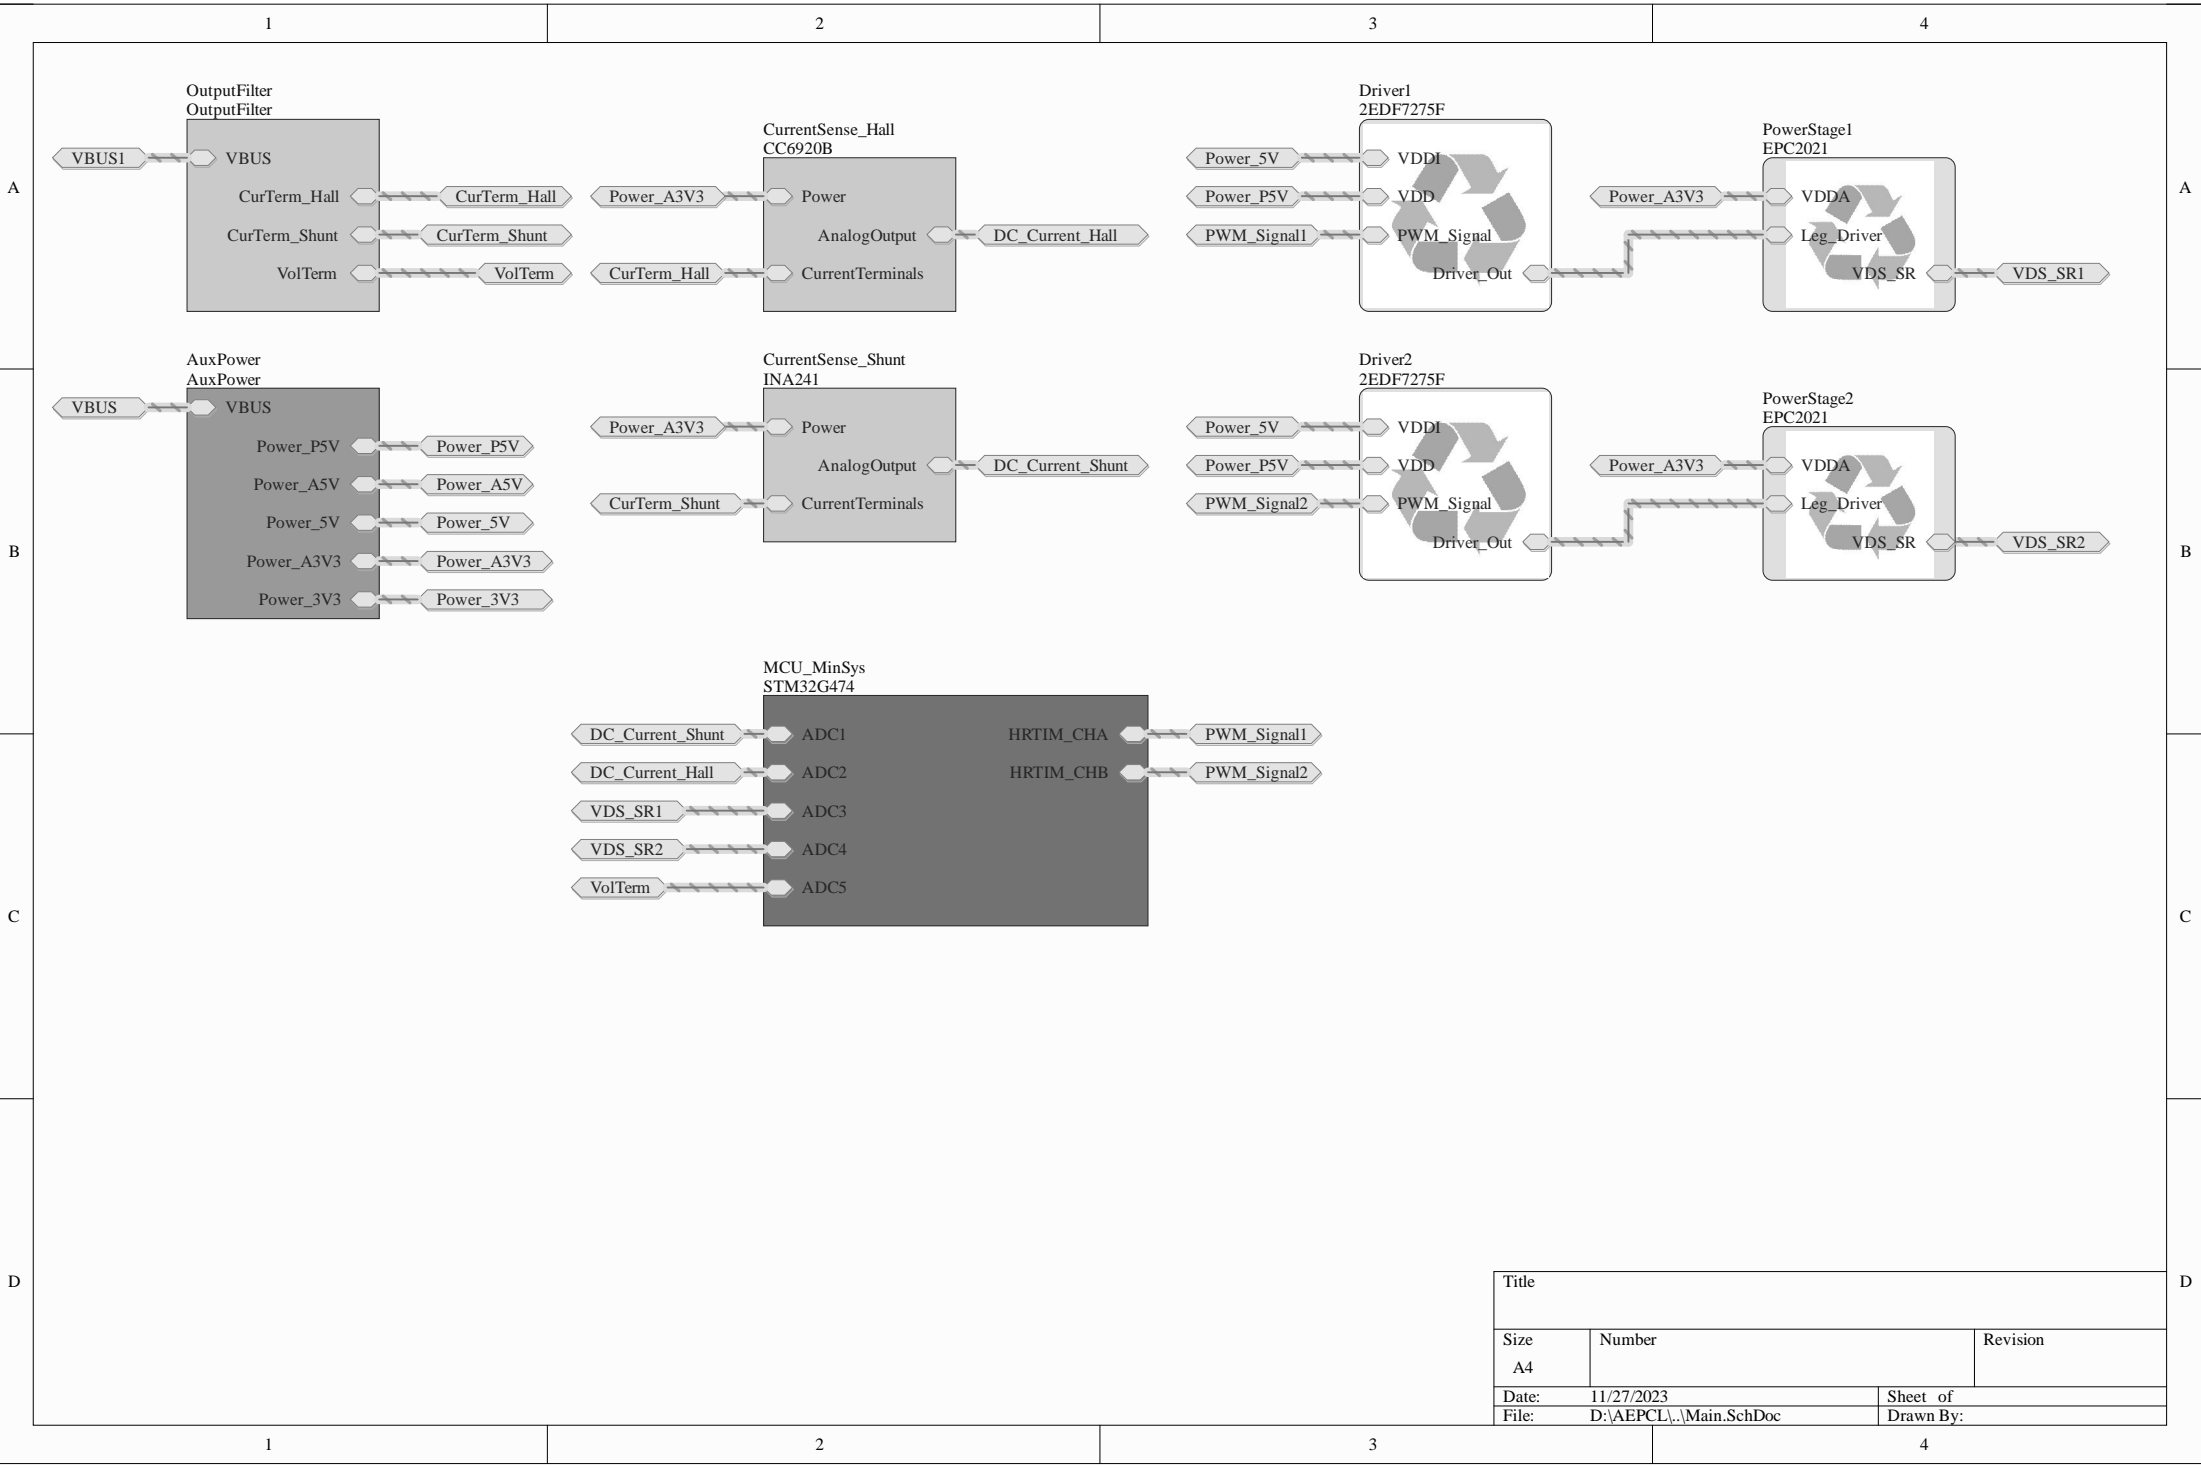 1
2
3
4
A
A
OutputFilter
OutputFilter
VBUS1
VBUS
CurTerm_Hall
CurTerm_Hall
CurTerm_Shunt
CurTerm_Shunt
VolTerm
VolTerm
CurrentSense_Hall
CC6920B
Power_A3V3
Power
AnalogOutput
DC_Current_Hall
CurTerm_Hall
CurrentTerminals
Driver1
2EDF7275F
Power_5V
VDDI
Power_P5V
VDD
PWM_Signal1
PWM_Signal
Driver_Out
PowerStage1
EPC2021
Power_A3V3
VDDA
Leg_Driver
VDS_SR
VDS_SR1
B
B
AuxPower
AuxPower
VBUS
VBUS
Power_P5V
Power_P5V
Power_A5V
Power_A5V
Power_5V
Power_5V
Power_A3V3
Power_A3V3
Power_3V3
Power_3V3
CurrentSense_Shunt
INA241
Power_A3V3
Power
AnalogOutput
DC_Current_Shunt
CurTerm_Shunt
CurrentTerminals
Driver2
2EDF7275F
Power_5V
VDDI
Power_P5V
VDD
PWM_Signal2
PWM_Signal
Driver_Out
PowerStage2
EPC2021
Power_A3V3
VDDA
Leg_Driver
VDS_SR
VDS_SR2
MCU_MinSys
STM32G474
DC_Current_Shunt
ADC1
HRTIM_CHA
PWM_Signal1
DC_Current_Hall
ADC2
HRTIM_CHB
PWM_Signal2
VDS_SR1
ADC3
VDS_SR2
ADC4
VolTerm
ADC5
C
C
D
D
Title
Size
Number
Revision
A4
Date:
11/27/2023
Sheet of
File:
D:\AEPCL\..\Main.SchDoc
Drawn By:
1
2
3
4